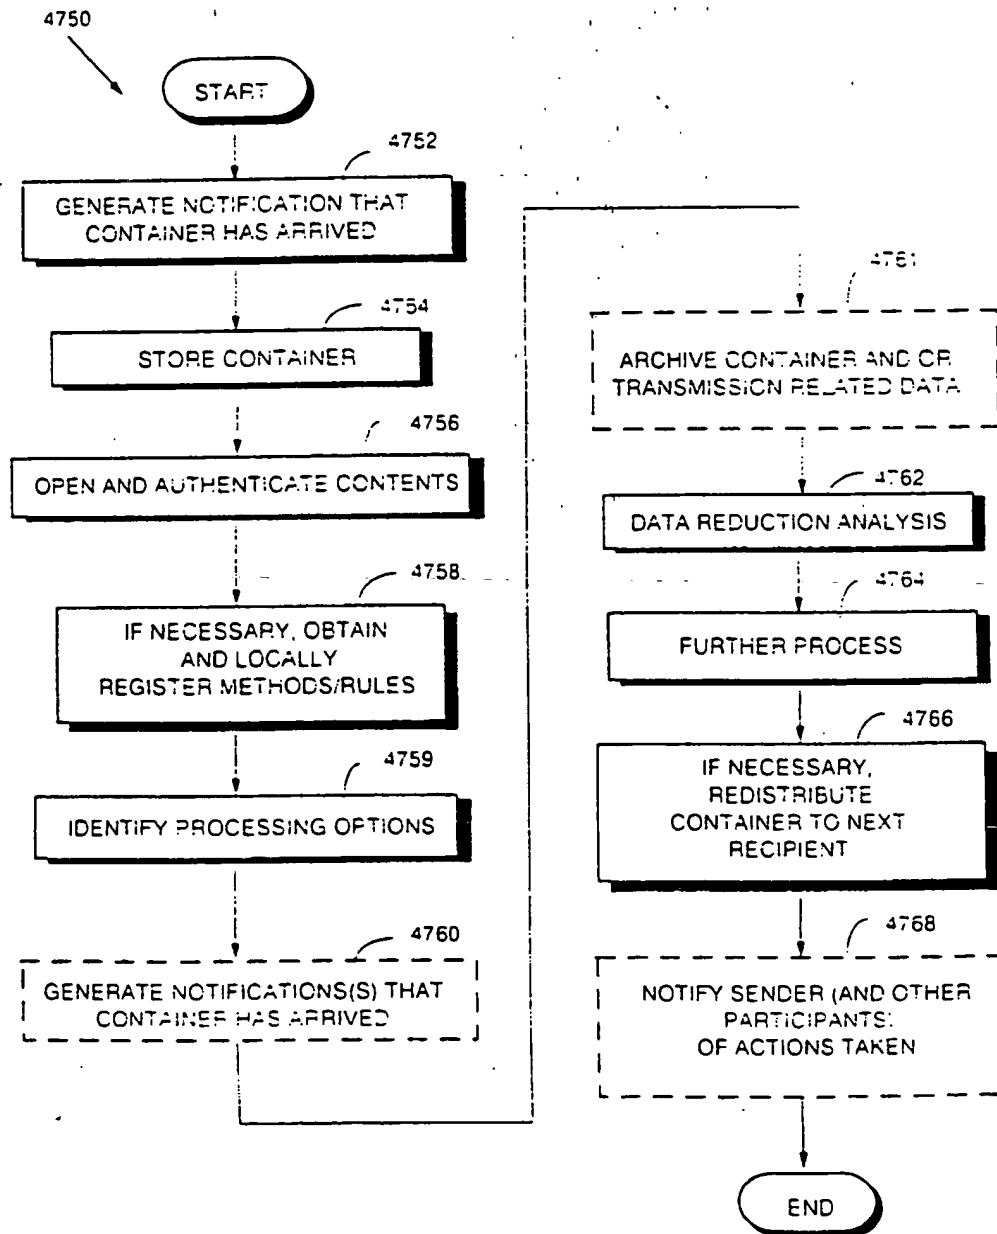 4750
START
4752
GENERATE NOTIFICATION THAT
CONTAINER HAS ARRIVED
4754
STORE CONTAINER
4756
OPEN AND AUTHENTICATE CONTENTS
4758
IF NECESSARY, OBTAIN
AND LOCALLY
REGISTER METHODS/RULES
4759
IDENTIFY PROCESSING OPTIONS
4760
GENERATE NOTIFICATIONS(S) THAT
CONTAINER HAS ARRIVED
4761
ARCHIVE CONTAINER AND OR
TRANSMISSION RELATED DATA
4762
DATA REDUCTION ANALYSIS
4764
FURTHER PROCESS
4766
IF NECESSARY,
REDISTRIBUTE
CONTAINER TO NEXT
RECIPIENT
4768
NOTIFY SENDER (AND OTHER
PARTICIPANTS)
OF ACTIONS TAKEN
END